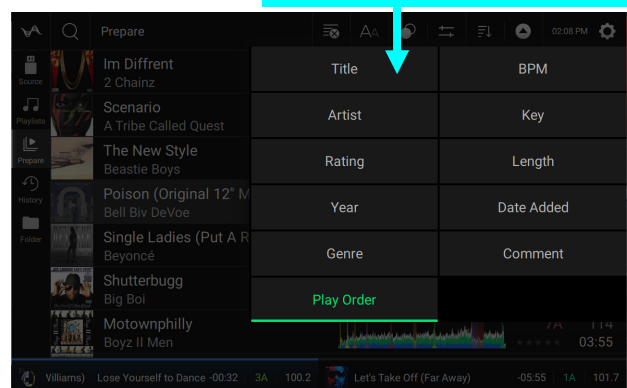 Prepare
AA
02:08 PM
Source
Playlists
Prepare
History
Folder
Im Diffrent
2 Chainz
Scenario
A Tribe Called Quest
The New Style
Beastie Boys
Poison (Original 12" M
Bell Biv DeVoe
Single Ladies (Put A R
Beyoncé
Shutterbugg
Big Boi
Motownphilly
Boyz II Men
Title
BPM
Artist
Key
Rating
Length
Year
Date Added
Genre
Comment
Play Order
7A 114
03:55
Villiams) Lose Yourself to Dance -00:32 3A 100.2
Let's Take Off (Far Away) -05:55 1A 101.7